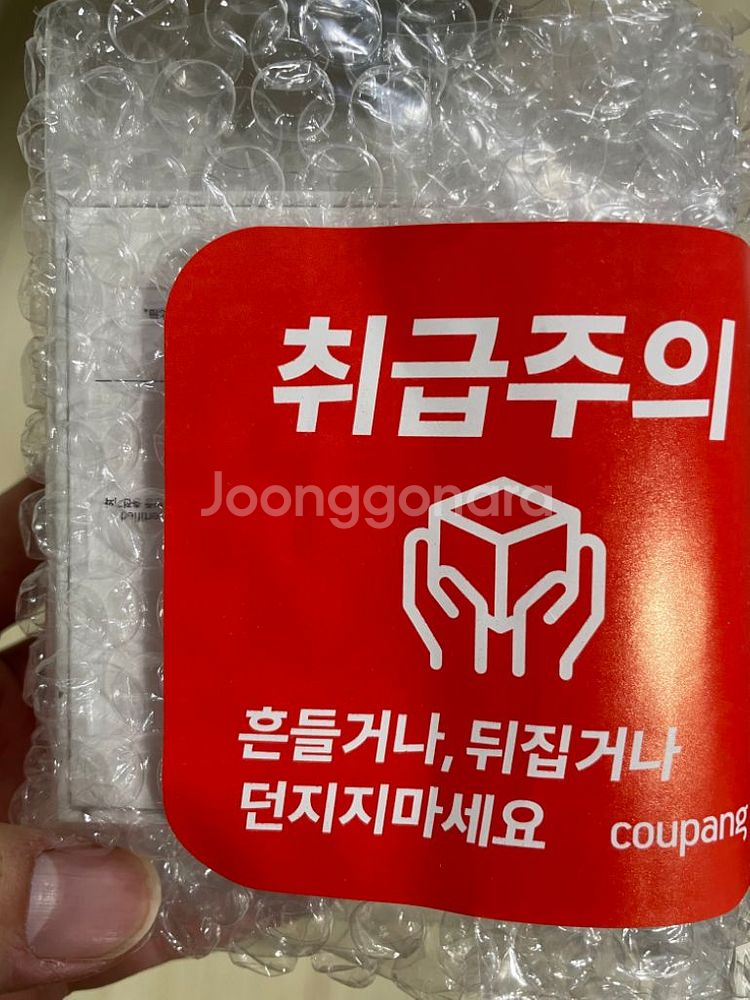 취급주의
Joonggonara
흔들거나, 뒤집거나
던지지마세요
coupang